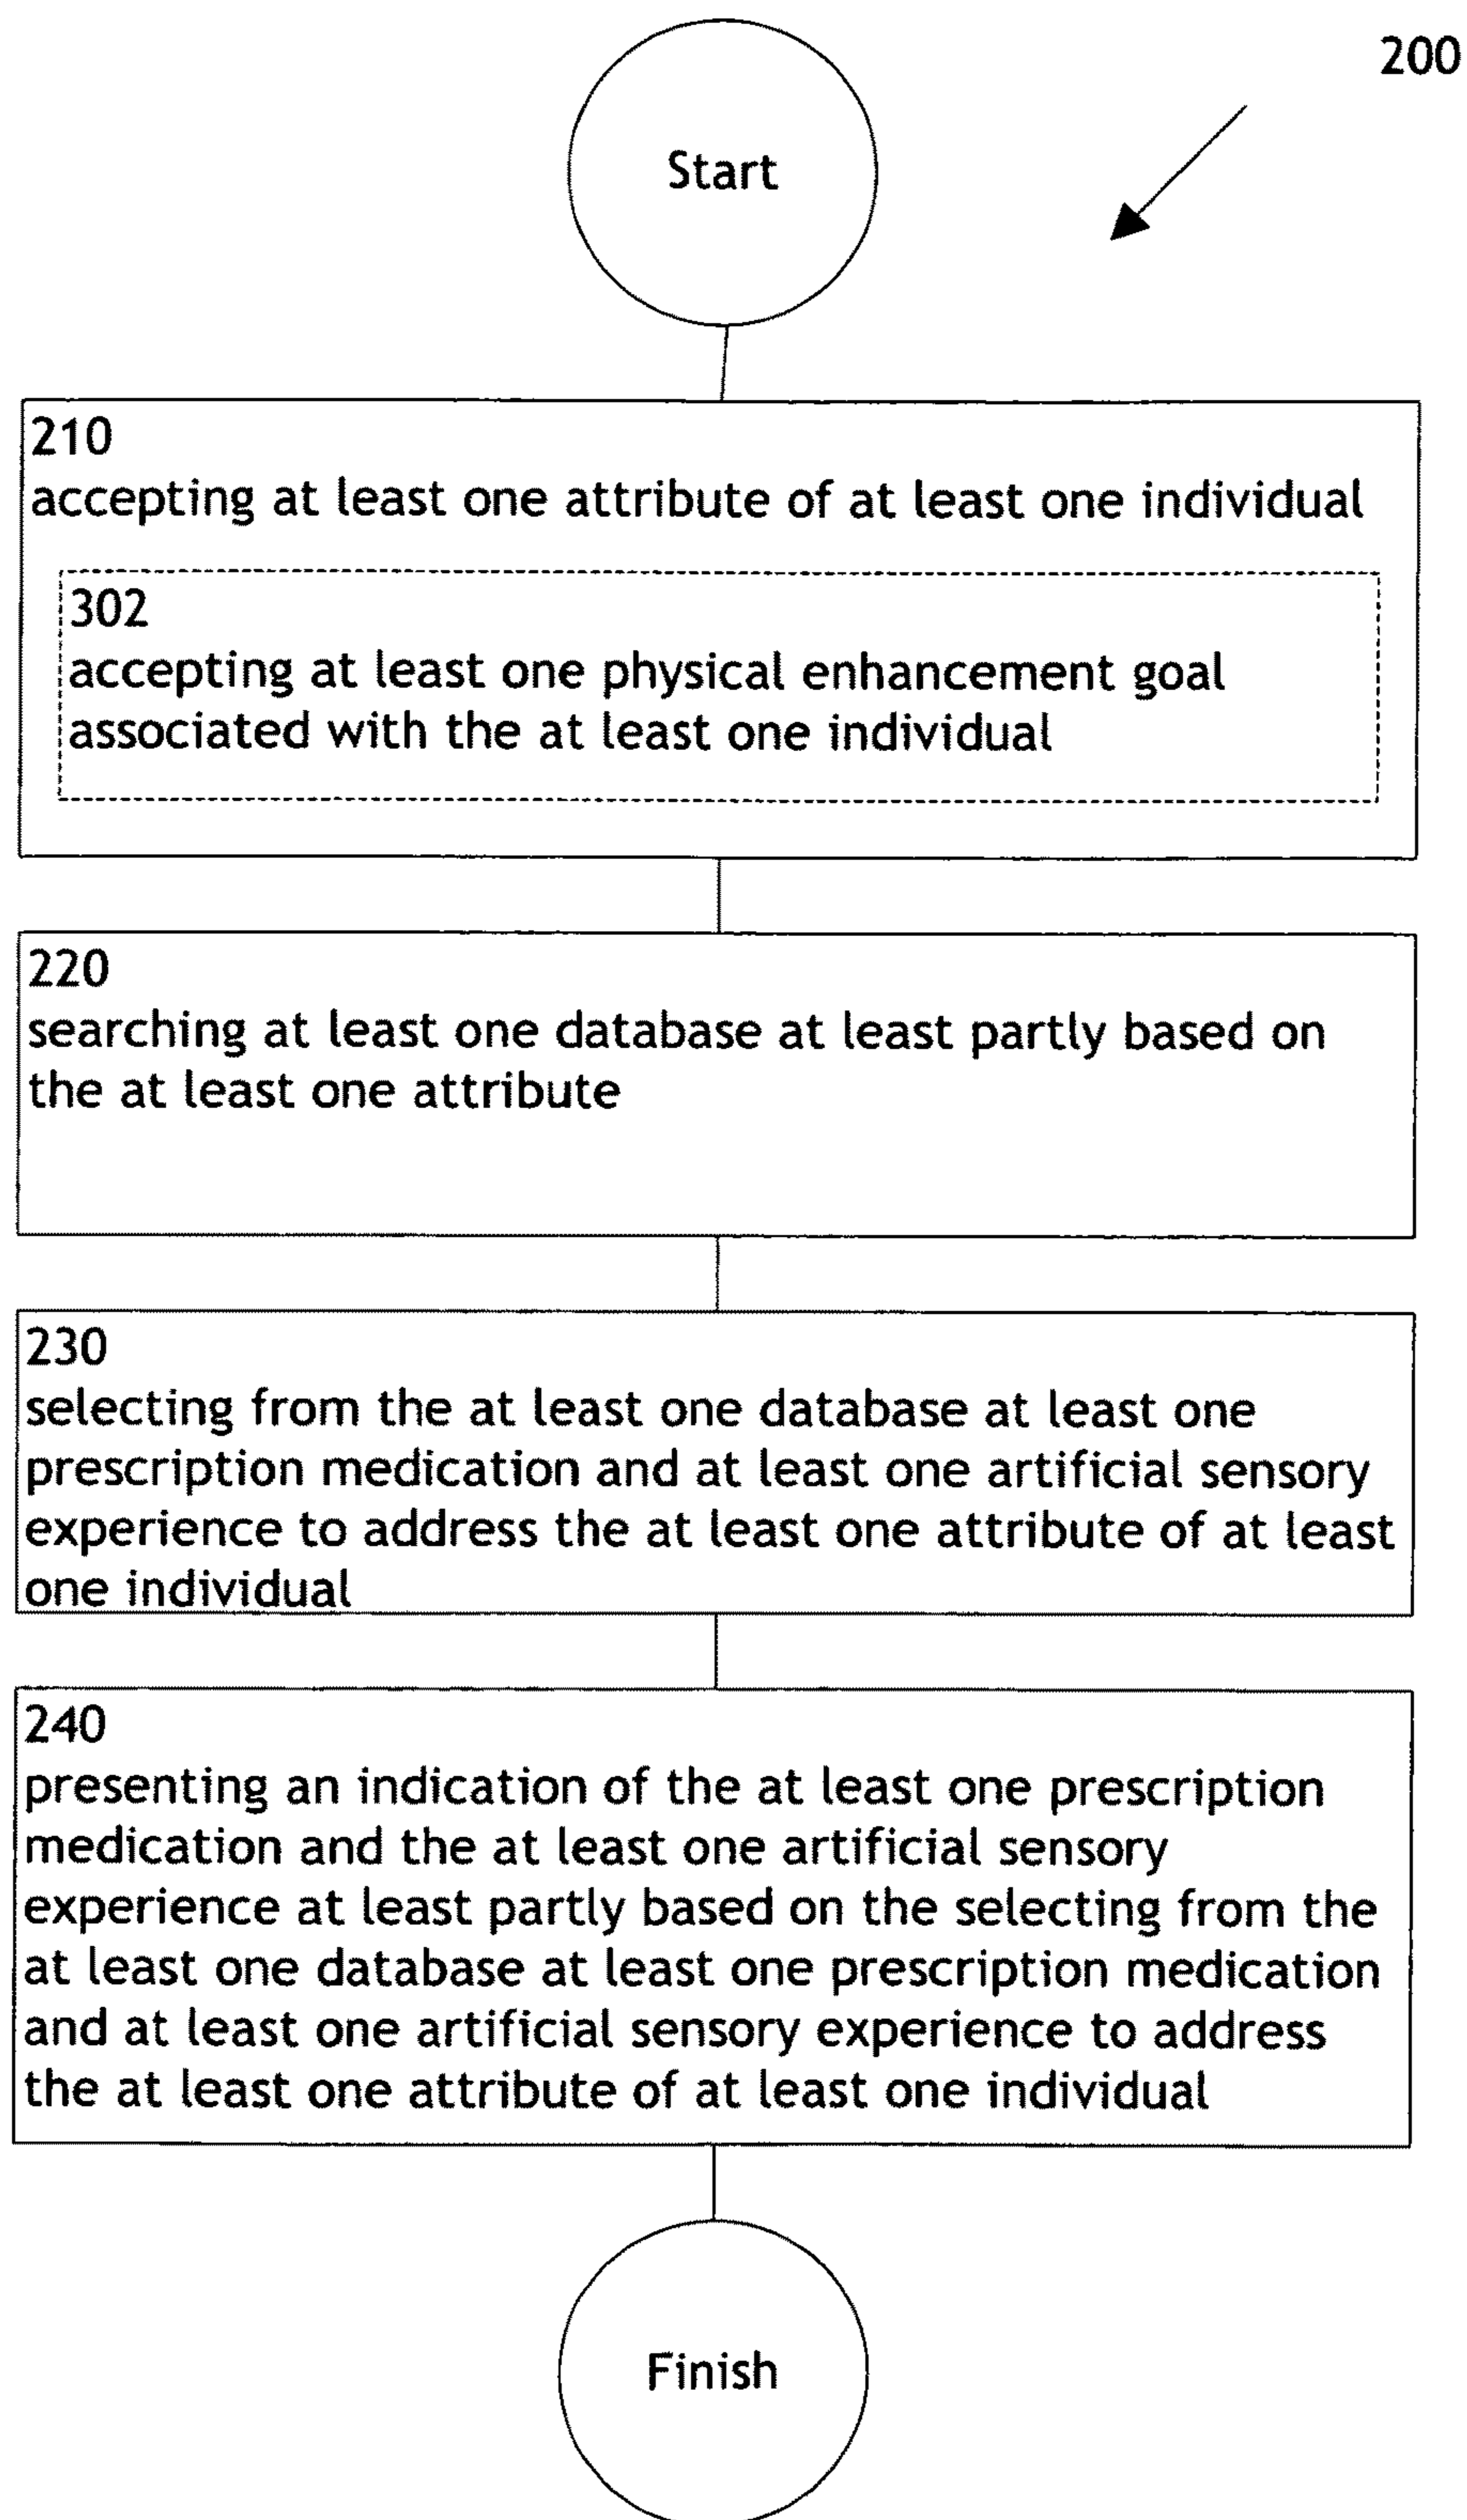 200
Start
210
accepting at least one attribute of at least one individual
302
accepting at least one physical enhancement goal
associated with the at least one individual
220
searching at least one database at least partly based on
the at least one attribute
230
selecting from the at least one database at least one
prescription medication and at least one artificial sensory
experience to address the at least one attribute of at least
one individual
240
presenting an indication of the at least one prescription
medication and the at least one artificial sensory
experience at least partly based on the selecting from the
at least one database at least one prescription medication
and at least one artificial sensory experience to address
the at least one attribute of at least one individual
Finish